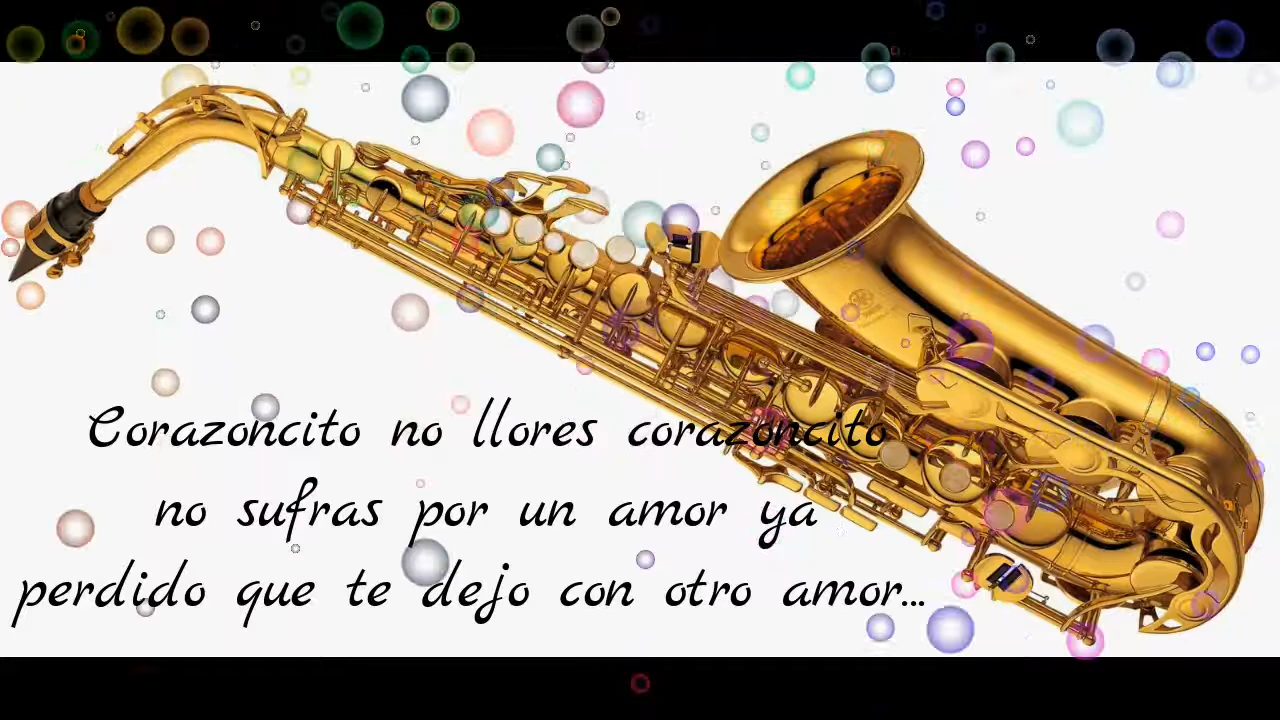 Corazoncito no llores corazoncito
no sufras por un amor ya
perdido que te dejo con otro amor...